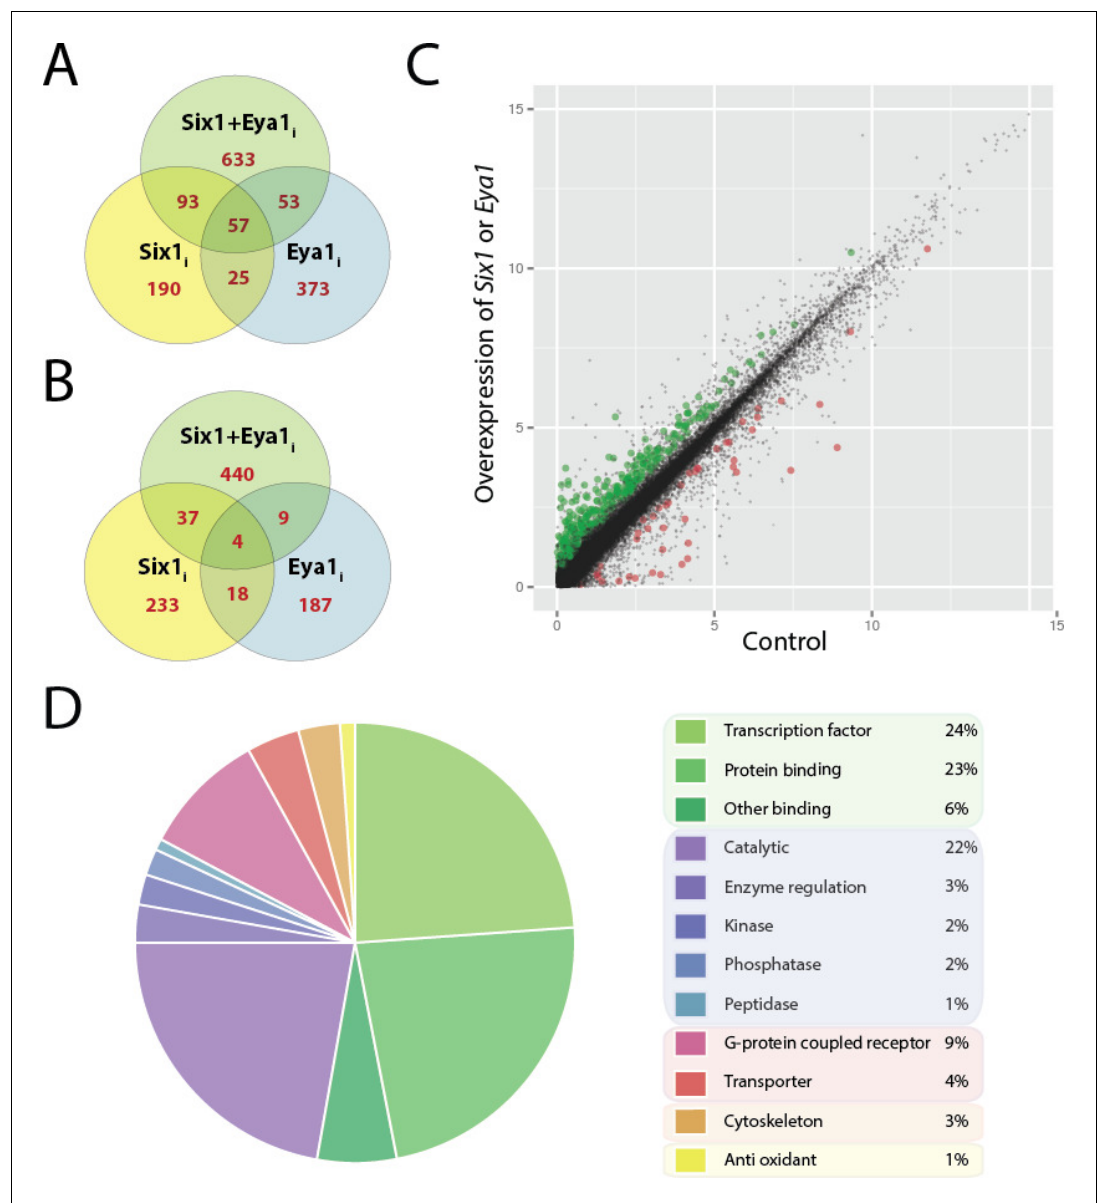 A
Six1+Eya1i
633
93
53
57
Six1i
Eya1i
25
190
373
B
Six1+Eya1i
440
37
9
4
Six1i
Eya1i
18
233
187
C
Overexpression of Six1 or Eya1
15
10
5
0
0
5
10
15
Control
D
Transcription factor 24%
Protein binding 23%
Other binding 6%
Catalytic 22%
Enzyme regulation 3%
Kinase 2%
Phosphatase 2%
Peptidase 1%
G-protein coupled receptor 9%
Transporter 4%
Cytoskeleton 3%
Anti oxidant 1%